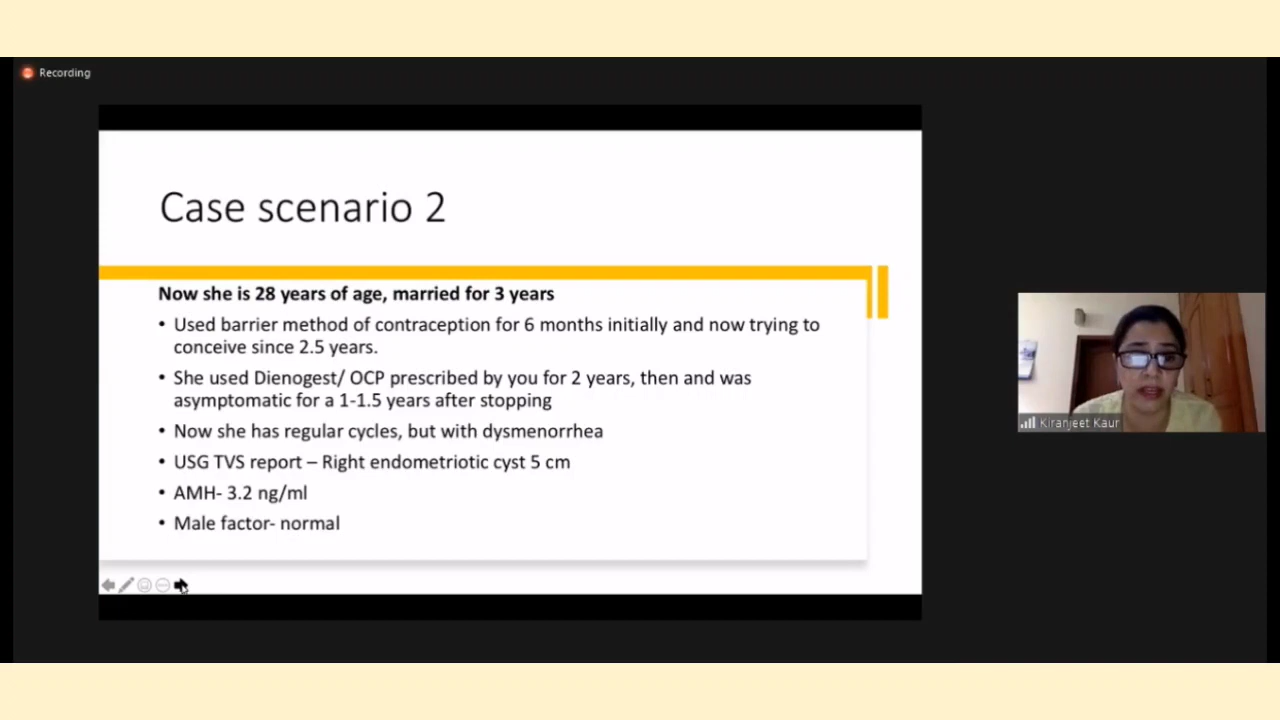 Recording
Case scenario 2
Now she is 28 years of age, married for 3 years
• Used barrier method of contraception for 6 months initially and now trying to
conceive since 2.5 years.
• She used Dienogest/ OCP prescribed by you for 2 years, then and was
asymptomatic for a 1-1.5 years after stopping
• Now she has regular cycles, but with dysmenorrhea
• USG TVS report – Right endometriotic cyst 5 cm
• AMH- 3.2 ng/ml
• Male factor- normal
Kiranjeet Kaur